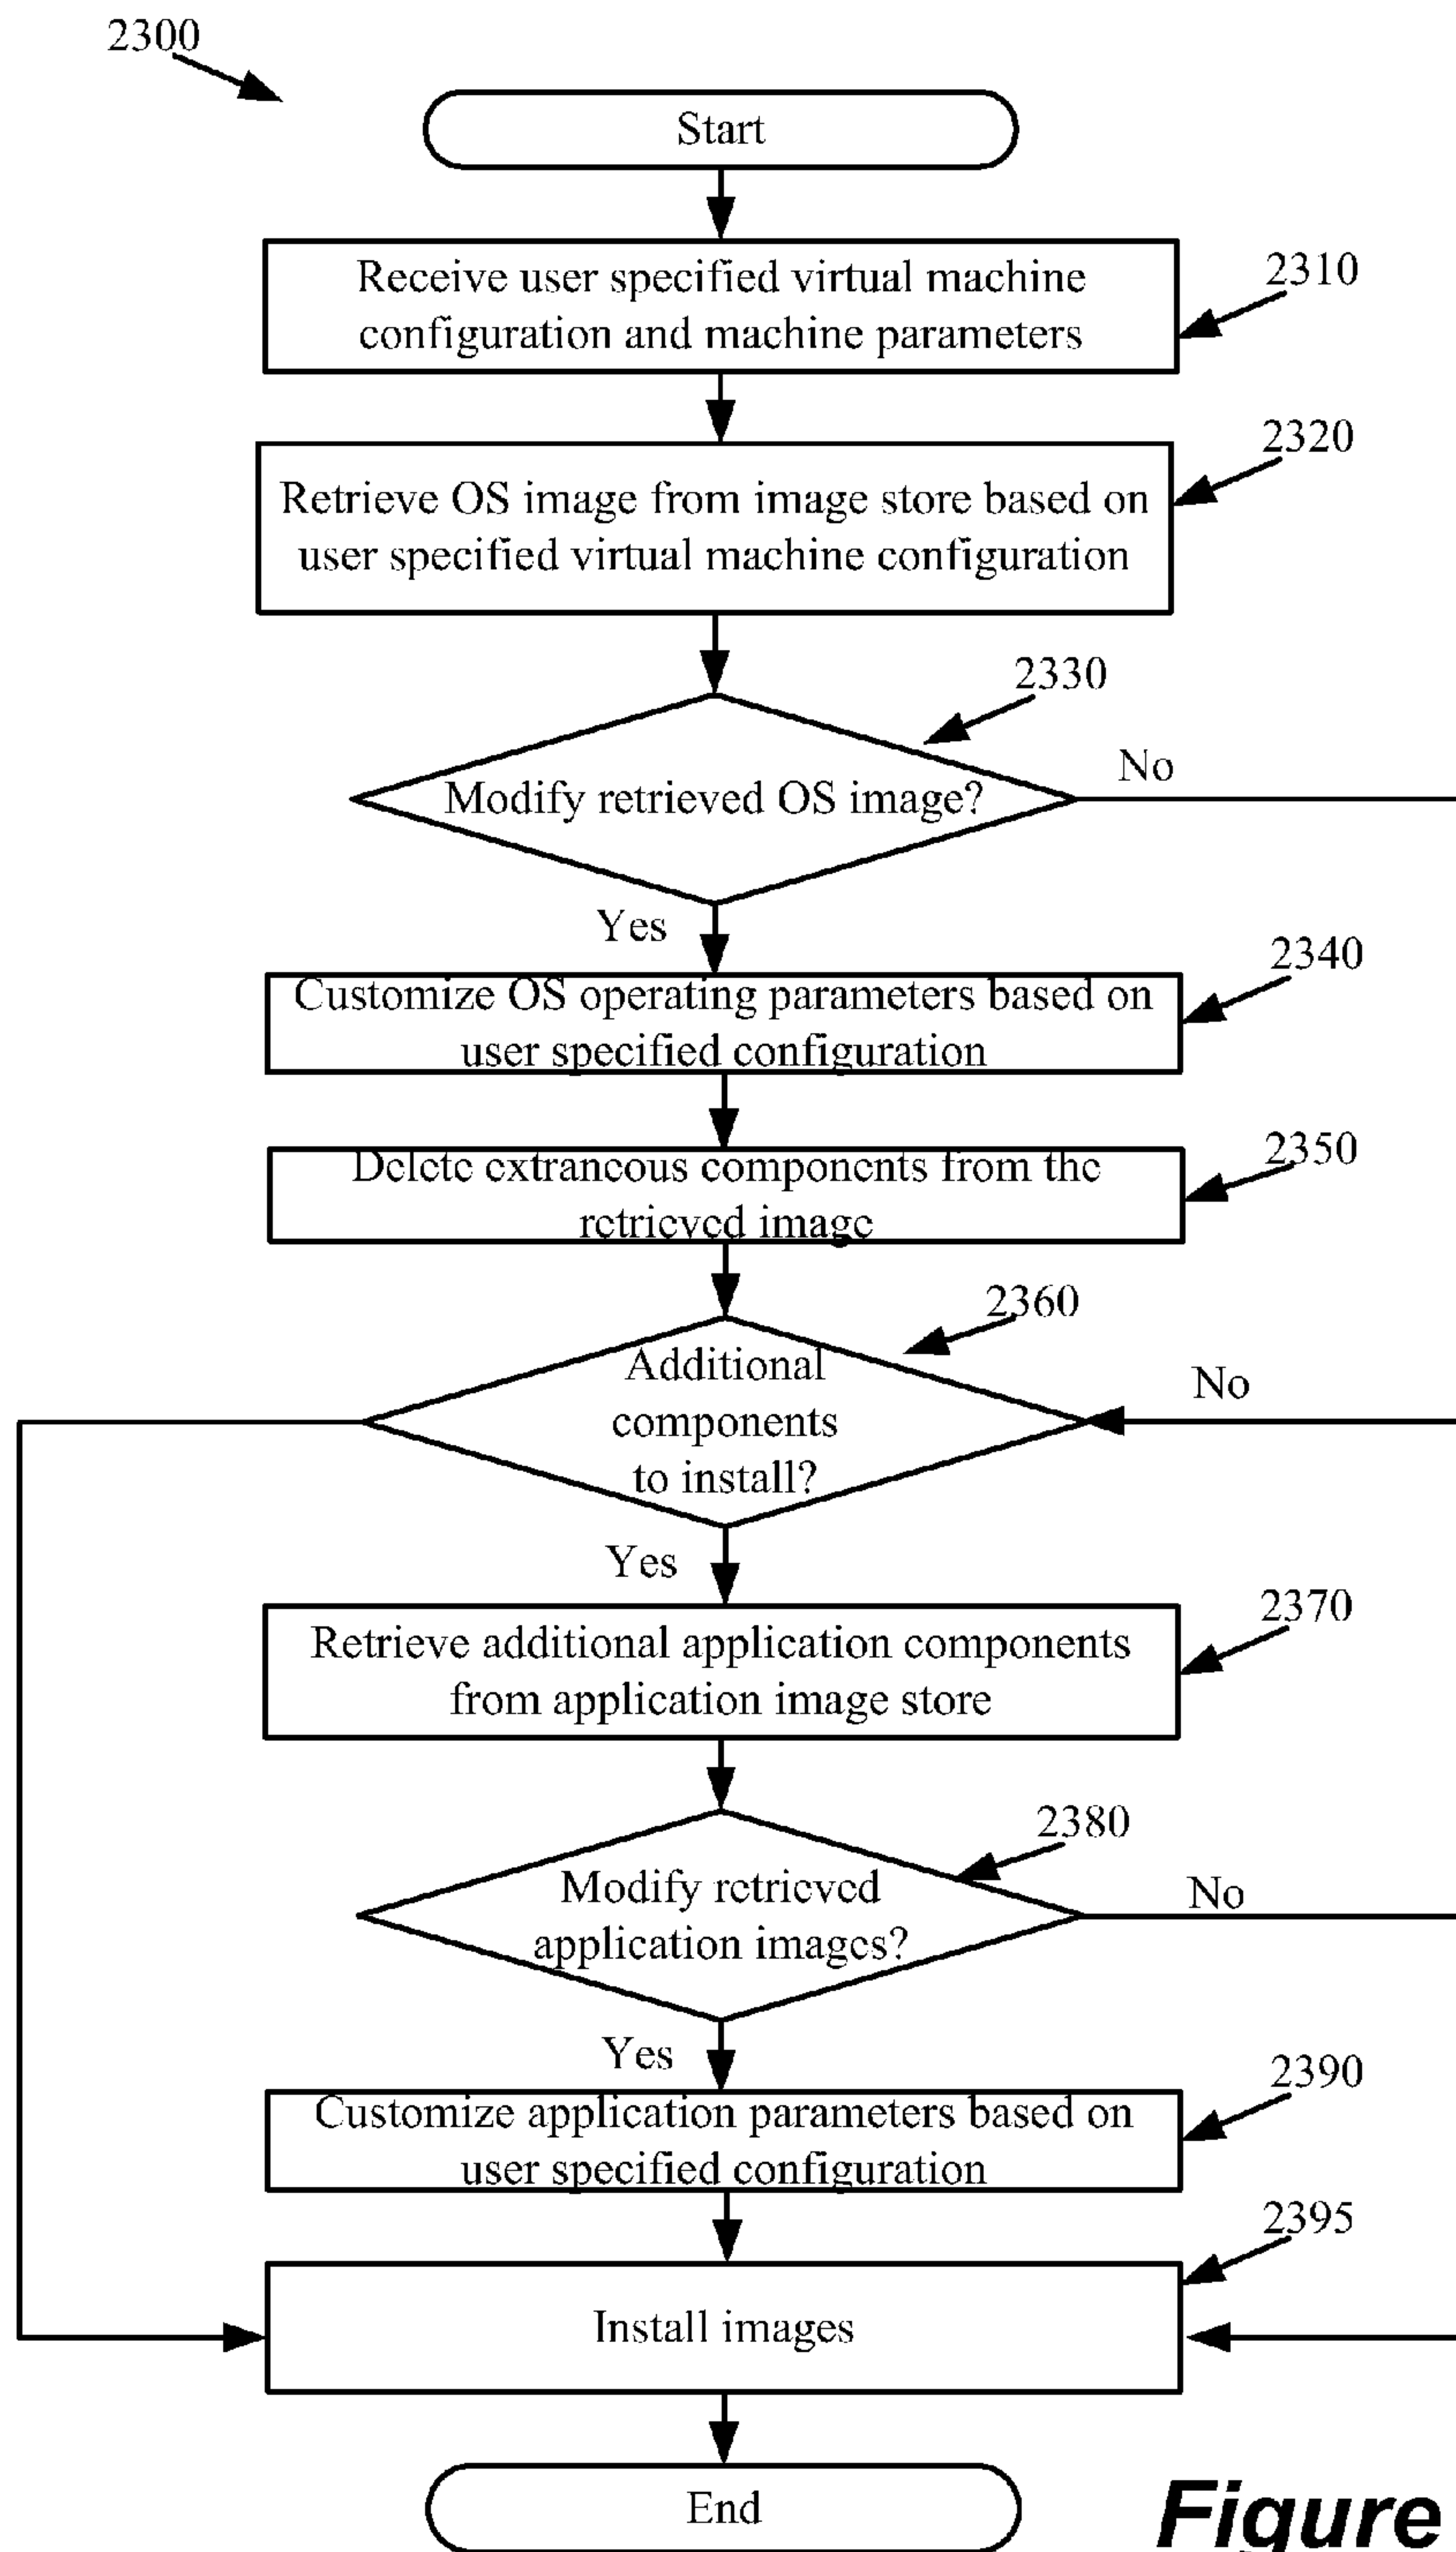 2300
Start
Receive user specified virtual machine
configuration and machine parameters
2310
Retrieve OS image from image store based on
user specified virtual machine configuration
2320
2330
Modify retrieved OS image?
No
Yes
Customize OS operating parameters based on
user specified configuration
2340
Delete extraneous components from the
retrieved image
2350
2360
Additional
components
to install?
No
Yes
Retrieve additional application components
from application image store
2370
2380
Modify retrieved
application images?
No
Yes
Customize application parameters based on
user specified configuration
2390
2395
Install images
End
Figure